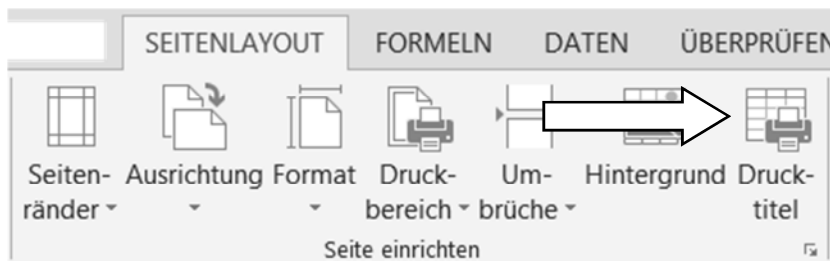 SEITENLAYOUT FORMELN DATEN ÜBERPRÜFEN
Seiten- Ausrichtung Format Druck- Um- Hintergrund Druck-
ränder bereich brüche titel
Seite einrichten